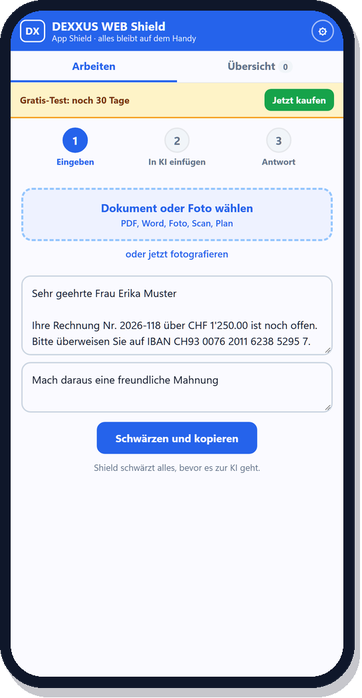 DX
DEXXUS WEB Shield
App Shield · alles bleibt auf dem Handy
Arbeiten
Übersicht 0
Gratis-Test: noch 30 Tage
Jetzt kaufen
1
2
3
Eingeben
In KI einfügen
Antwort
Dokument oder Foto wählen
PDF, Word, Foto, Scan, Plan
oder jetzt fotografieren
Sehr geehrte Frau Erika Muster
Ihre Rechnung Nr. 2026-118 über CHF 1'250.00 ist noch offen.
Bitte überweisen Sie auf IBAN CH93 0076 2011 6238 5295 7.
Mach daraus eine freundliche Mahnung
Schwärzen und kopieren
Shield schwärzt alles, bevor es zur KI geht.